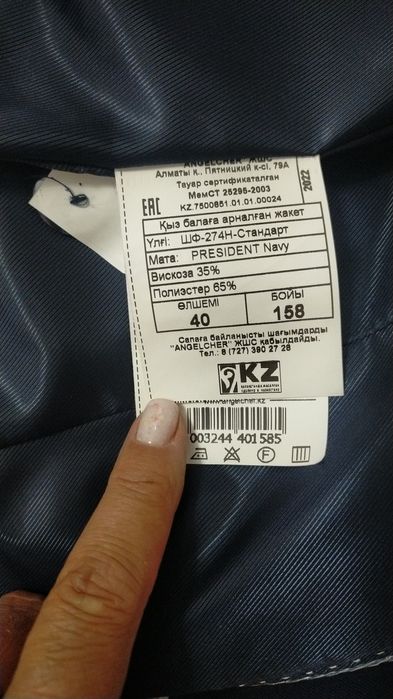 "ANGELCHER" ЖШС
Алматы қ., Пятницкий к-сі, 79А
Тауар сертификатталған
МемСТ 25295-2003
KZ.7500651.01.01.00024
2022
ЕАС
Қыз балаға арналған жакет
Үлгі: ШФ-274Н-Стандарт
Мата: PRESIDENT Navy
Вискоза 35%
Полиэстер 65%
ӨЛШЕМІ БОЙЫ
40 158
Сапаға байланысты шағымдарды
"ANGELCHER" ЖШС қабылдайды.
Тел.: 8 (727) 390 27 28
KZ
www.angelcher.kz
003244 401585
F